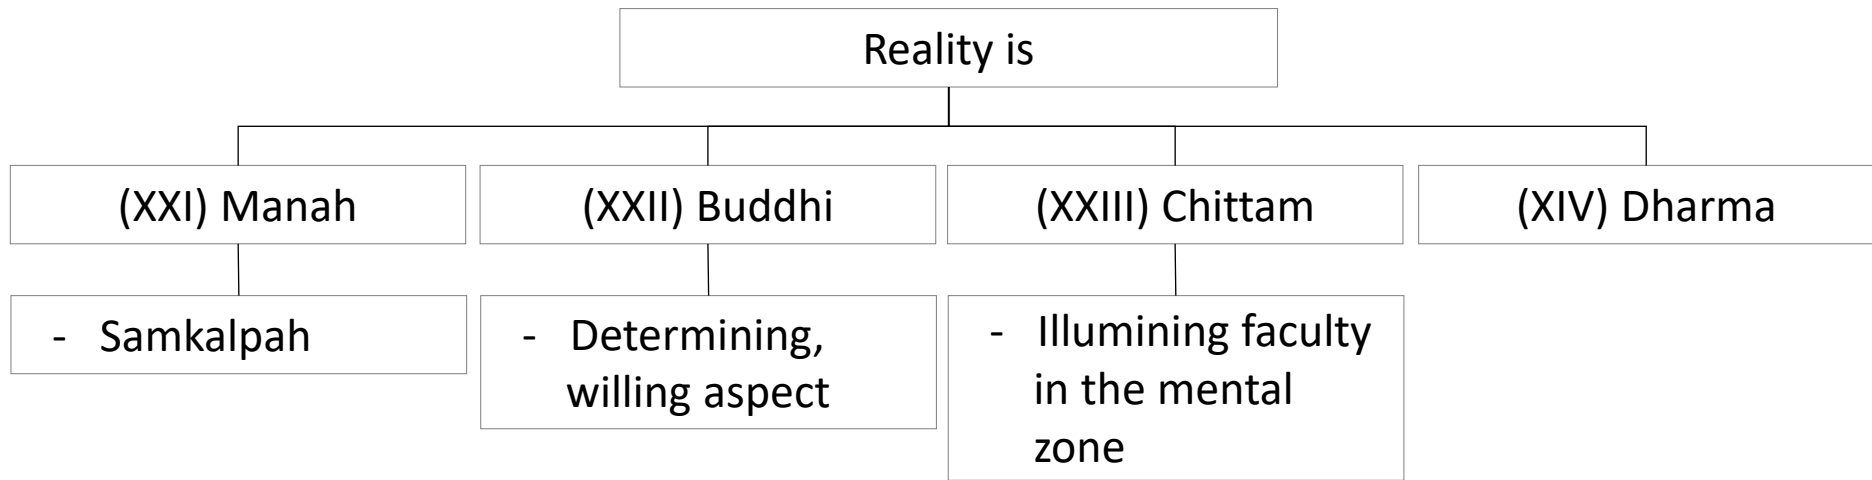 Reality is
(XXI) Manah
(XXII) Buddhi
(XXIII) Chittam
(XIV) Dharma
- Samkalpah
- Determining,
willing aspect
- Illumining faculty
in the mental
zone